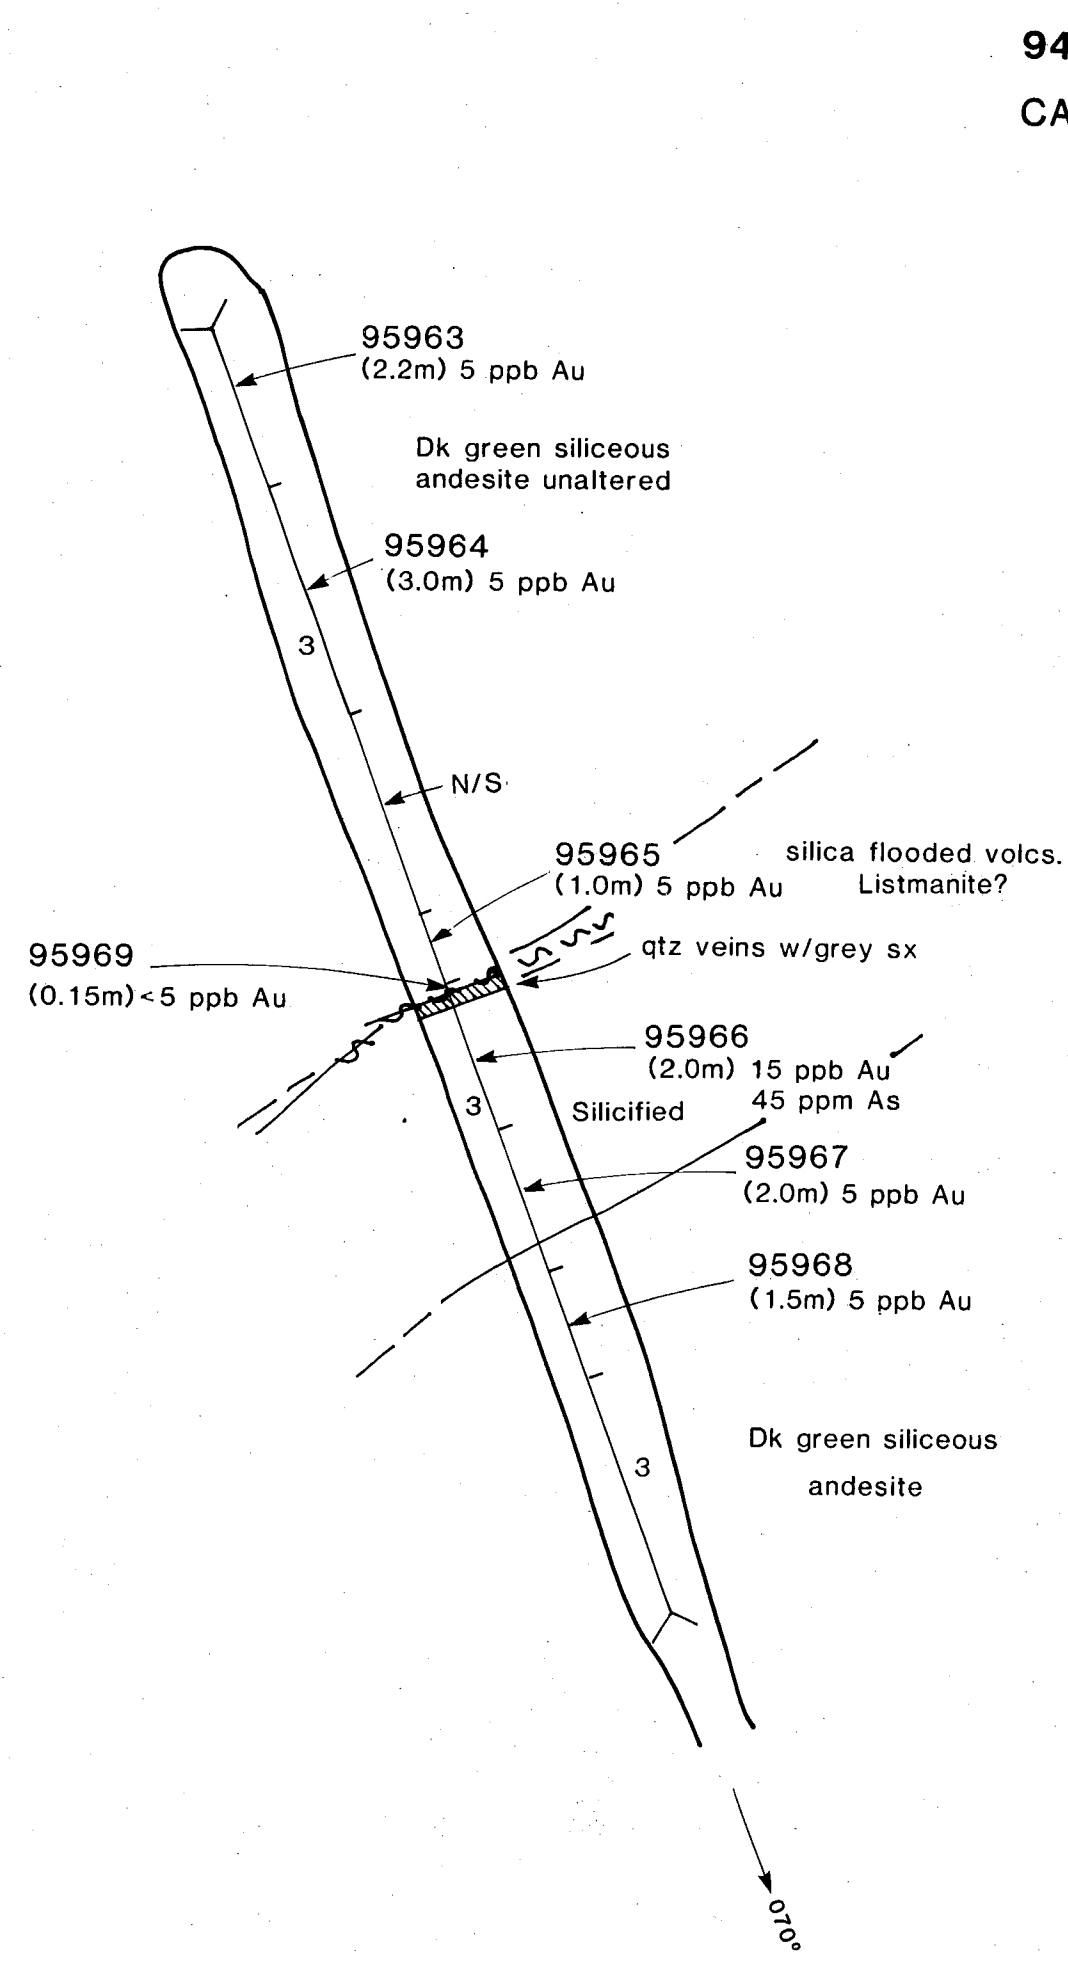 94
CA
95963
(2.2m) 5 ppb Au
Dk green siliceous
andesite unaltered
95964
(3.0m) 5 ppb Au
3
N/S
95965
(1.0m) 5 ppb Au
silica flooded volcs.
Listmanite?
95969
(0.15m)<5 ppb Au
qtz veins w/grey sx
95966
(2.0m) 15 ppb Au
45 ppm As
3
Silicified
95967
(2.0m) 5 ppb Au
95968
(1.5m) 5 ppb Au
Dk green siliceous
andesite
3
070°